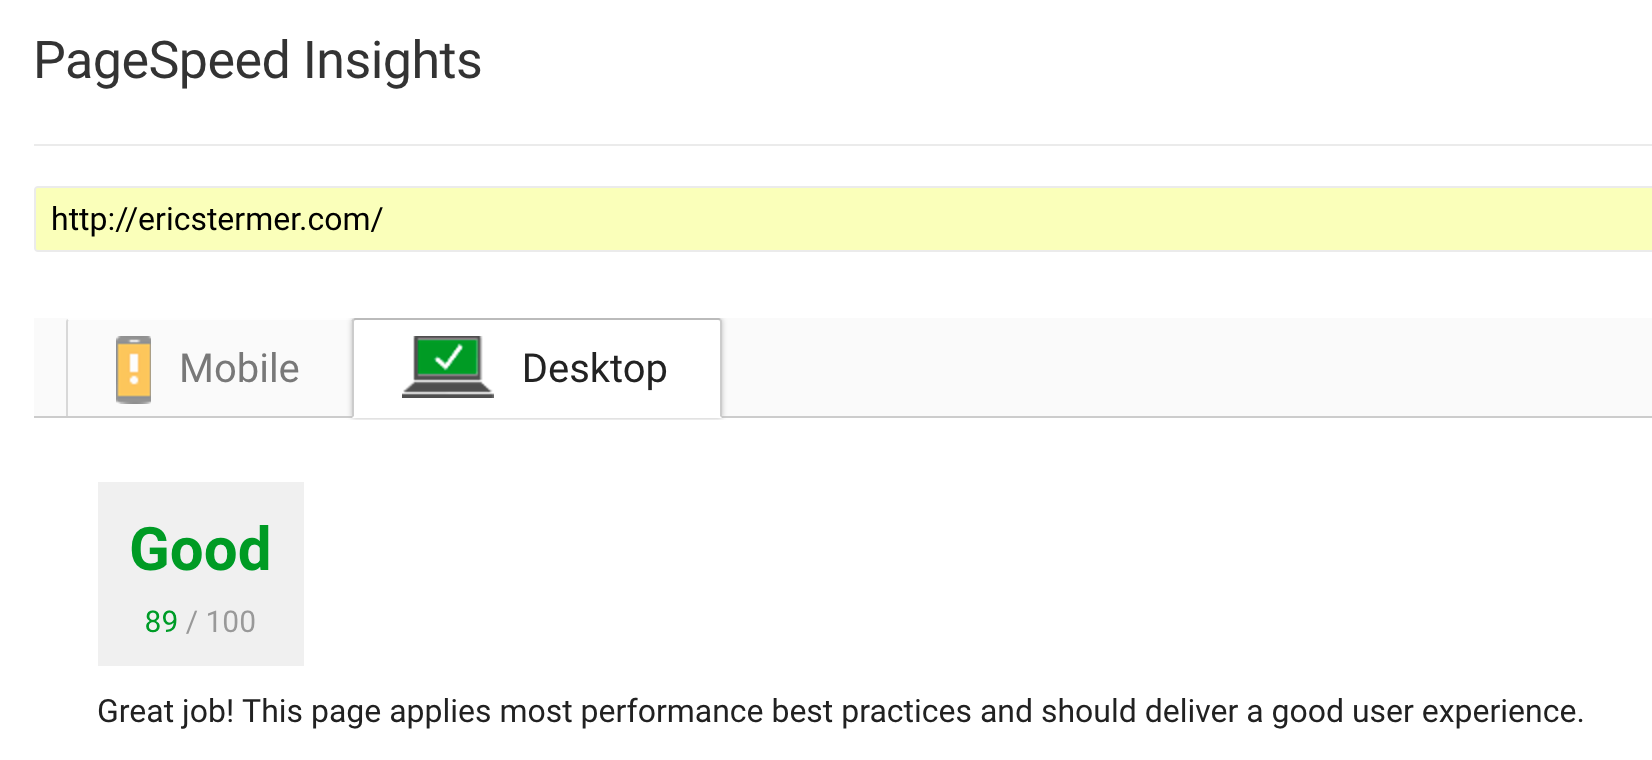 PageSpeed Insights
http://ericstermer.com/
Mobile
Desktop
Good
89 / 100
Great job! This page applies most performance best practices and should deliver a good user experience.